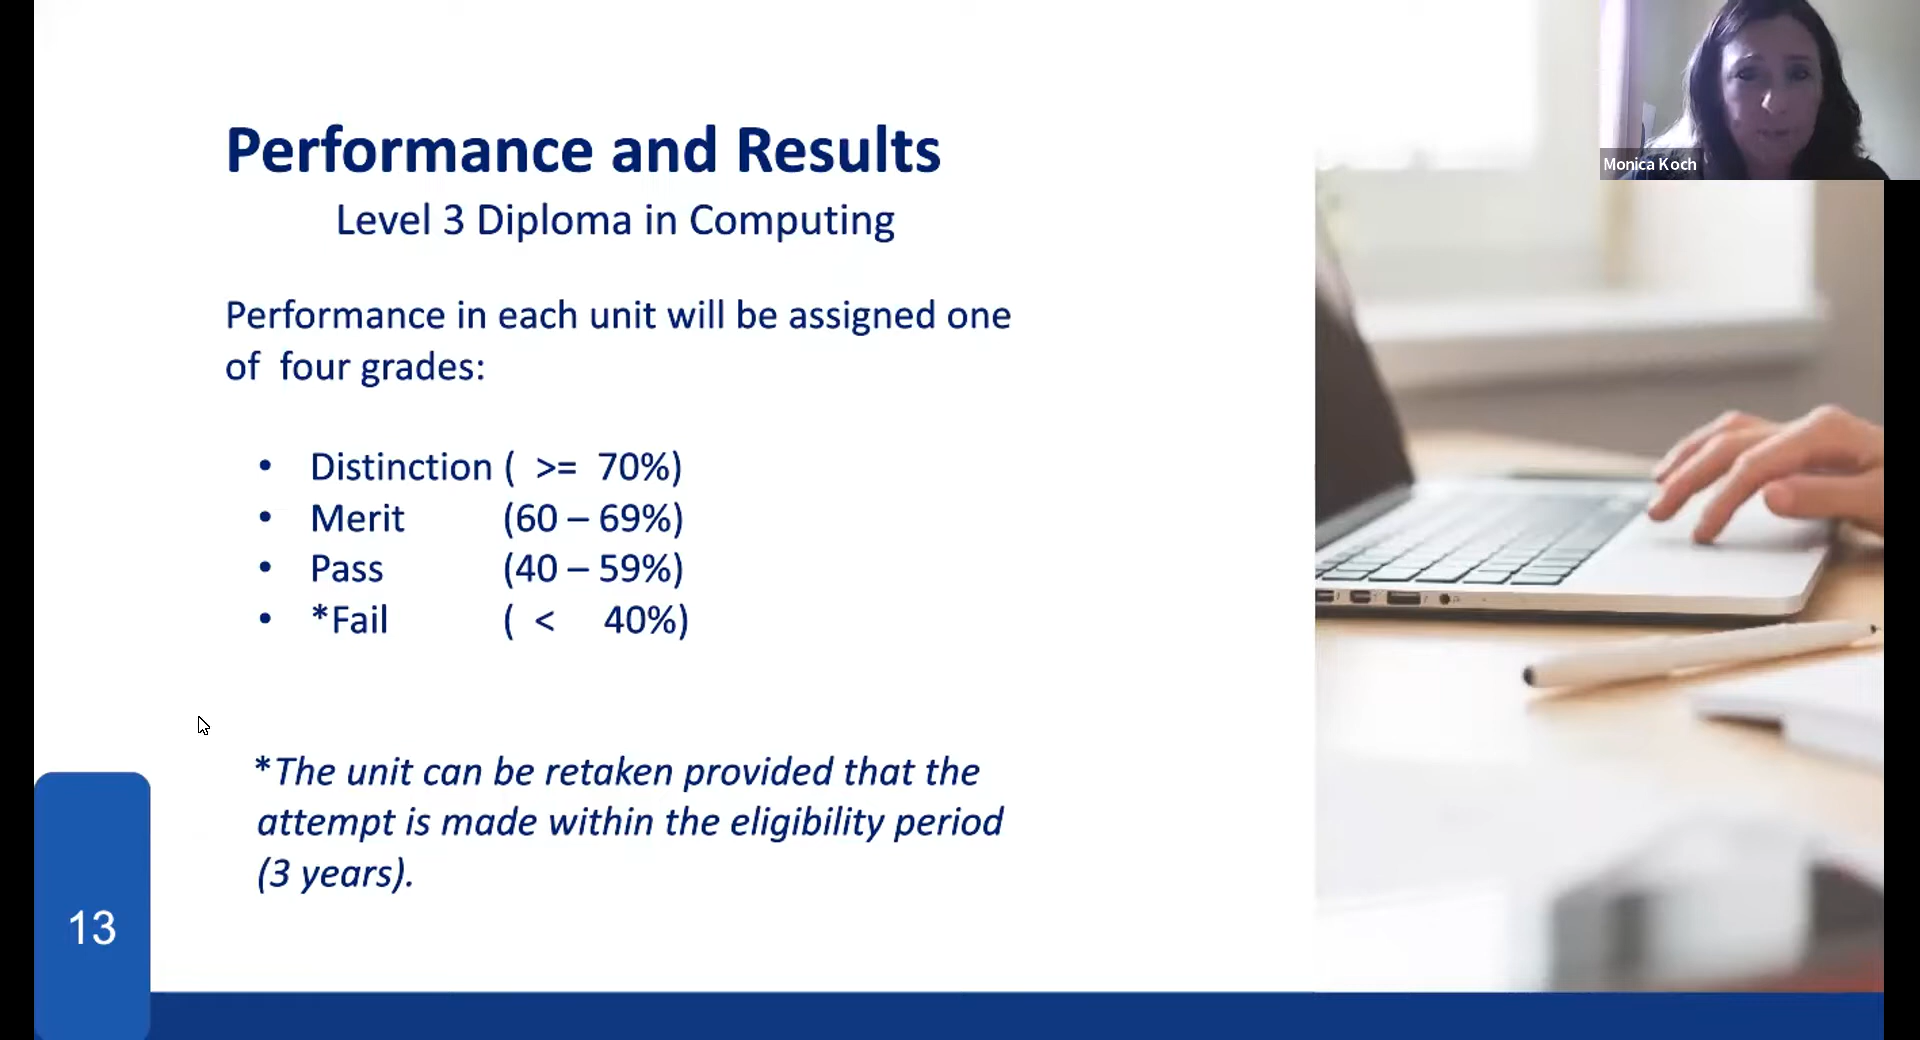 Performance and Results
Level 3 Diploma in Computing
Performance in each unit will be assigned one
of four grades:
• Distinction ( >= 70%)
• Merit (60 – 69%)
• Pass (40 – 59%)
• *Fail ( < 40%)
*The unit can be retaken provided that the
attempt is made within the eligibility period
(3 years).
13
Monica Koch